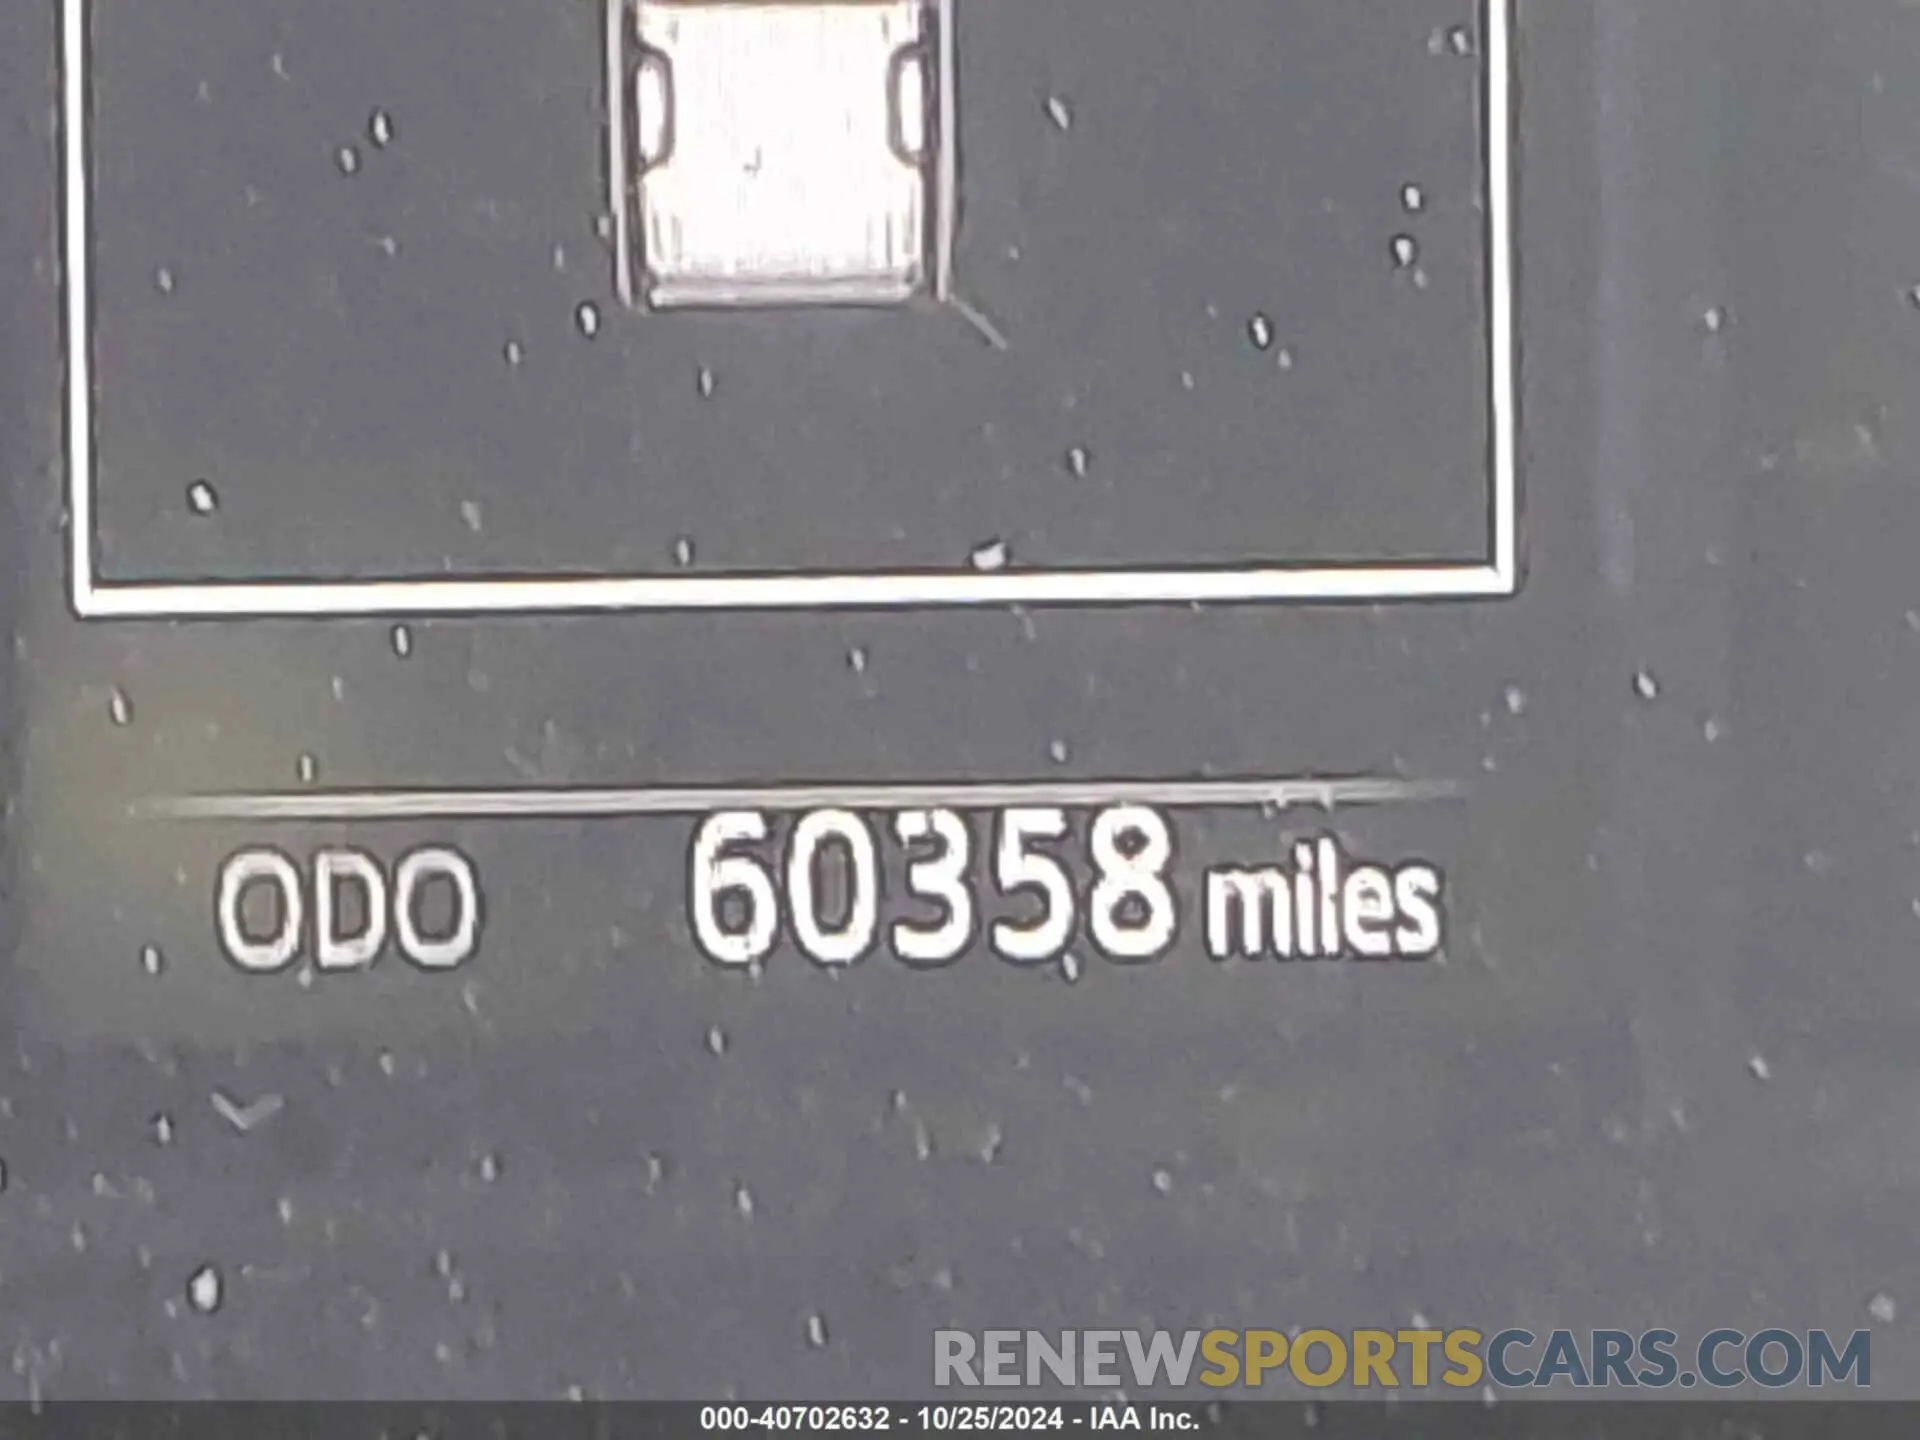 ODO 60358 miles
RENEWSPORTSCARS.COM
000-40702632 - 10/25/2024 - IAA Inc.